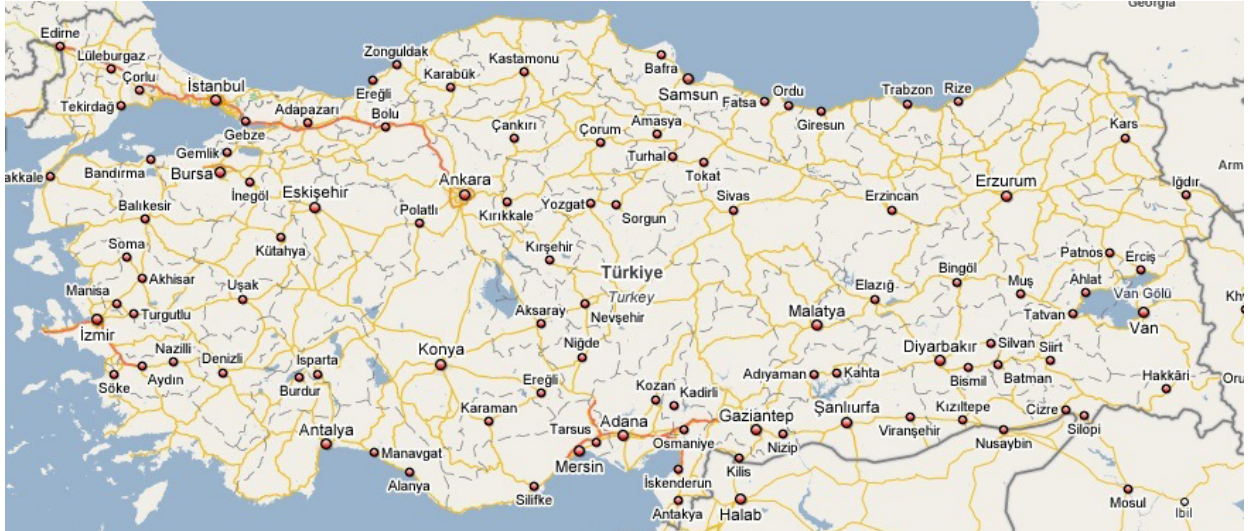 Georgia
Edirne
Lüleburgaz
Çorlu
İstanbul
Tekirdağ
Gebze
Adapazarı
Zonguldak
Ereğli
Bolu
Karabük
Kastamonu
Bafra
Samsun
Fatsa
Ordu
Giresun
Trabzon
Rize
Kars
Çankırı
Çorum
Amasya
Turhal
Tokat
akkale
Bandırma
Gemlik
Bursa
İnegöl
Eskişehir
Ankara
Kırıkkale
Yozgat
Sorgun
Sivas
Erzincan
Erzurum
Iğdır
Arm
Balıkesir
Kütahya
Polatlı
Kırşehir
Türkiye
Turkey
Soma
Akhisar
Manisa
Turgutlu
Uşak
İzmir
Aksaray
Nevşehir
Malatya
Elazığ
Bingöl
Muş
Patnos
Erciş
Ahlat
Van Gölü
Tatvan
Van
Khv
Nazilli
Aydın
Söke
Denizli
Isparta
Burdur
Konya
Niğde
Ereğli
Karaman
Kozan
Kadirli
Adıyaman
Kahta
Diyarbakır
Silvan
Bismil
Batman
Siirt
Hakkâri
Oru
Antalya
Manavgat
Alanya
Silifke
Tarsus
Mersin
Adana
Osmaniye
Gaziantep
Nizip
Şanlıurfa
Viranşehir
Kızıltepe
Nusaybin
Cizre
Silopi
Kilis
İskenderun
Antakya
Halab
Mosul
Ibil